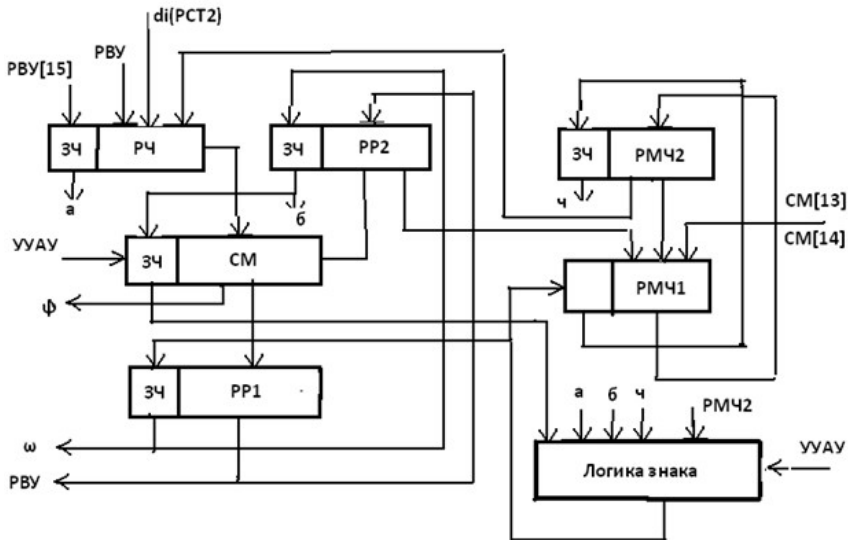 di(РСТ2)
РВУ
РВУ[15]
ЗЧ РЧ
ЗЧ РР2
ЗЧ РМЧ2
а
б
ч
СМ[13]
СМ[14]
УУАУ
ЗЧ СМ
РМЧ1
ф
ЗЧ РР1
а б ч РМЧ2
ω
УУАУ
РВУ
Логика знака